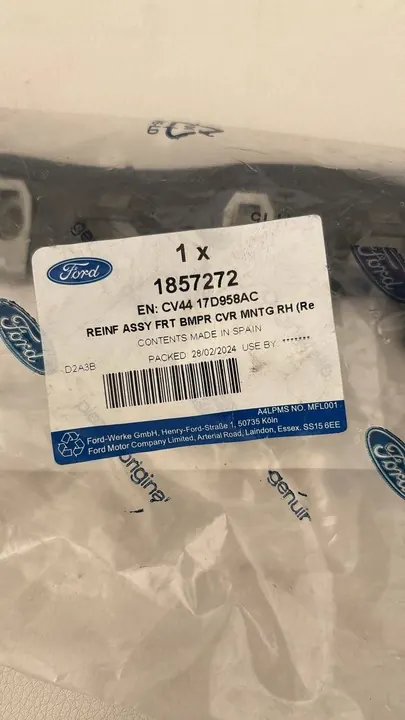 1 x
Ford
1857272
EN: CV44 17D958AC
REINF ASSY FRT BMPR CVR MNTG RH (Re
CONTENTS MADE IN SPAIN
D2A3B
PACKED 28/02/2024 USE BY *******
A4LPMS NO. MFL001
Ford-Werke GmbH, Henry-Ford-Straße 1, 50735 Köln
Ford Motor Company Limited, Arterial Road, Laindon, Essex. SS15 6EE
original
genuin
Ford